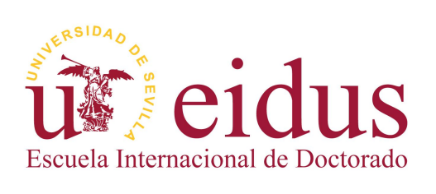 UNIVERSIDAD DE SEVILLA
u eidus
Escuela Internacional de Doctorado